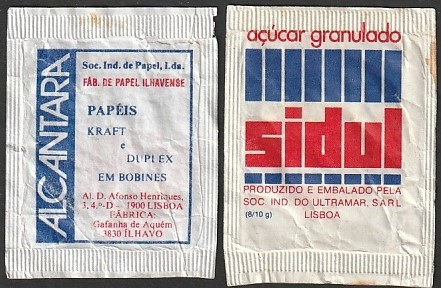 ALCANTARA
Soc. Ind. de Papel, Lda.
FÁB. DE PAPEL ILHAVENSE
PAPÉIS
KRAFT
e
DUPLEX
EM BOBINES
Al. D. Afonso Henriques,
3, 4.º-D — 1900 LISBOA
FÁBRICA:
Gafanha de Aquém
3830 ÍLHAVO
açúcar granulado
sidul
PRODUZIDO E EMBALADO PELA
SOC. IND. DO ULTRAMAR, SARL
(8/10 g) LISBOA